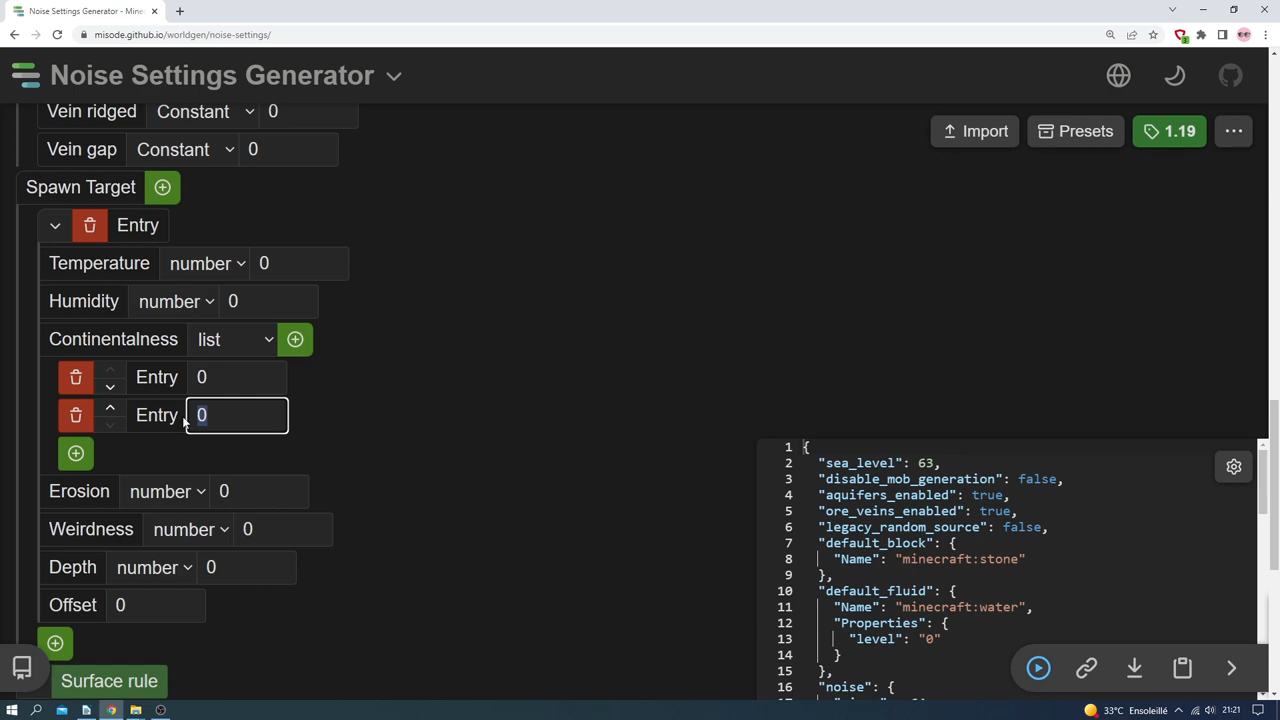 Noise Settings Generator - Mine
misode.github.io/worldgen/noise-settings/
Noise Settings Generator
Vein ridged Constant 0
Import Presets 1.19
Vein gap Constant 0
Spawn Target
Entry
Temperature number 0
Humidity number 0
Continentalness list
Entry 0
Entry 0
Erosion number 0
Weirdness number 0
Depth number 0
Offset 0
Surface rule
1 {
2 "sea_level": 63,
3 "disable_mob_generation": false,
4 "aquifers_enabled": true,
5 "ore_veins_enabled": true,
6 "legacy_random_source": false,
7 "default_block": {
8 "Name": "minecraft:stone"
9 },
10 "default_fluid": {
11 "Name": "minecraft:water",
12 "Properties": {
13 "level": "0"
14 }
15 },
16 "noise": {
33°C Ensoleillé 21:21